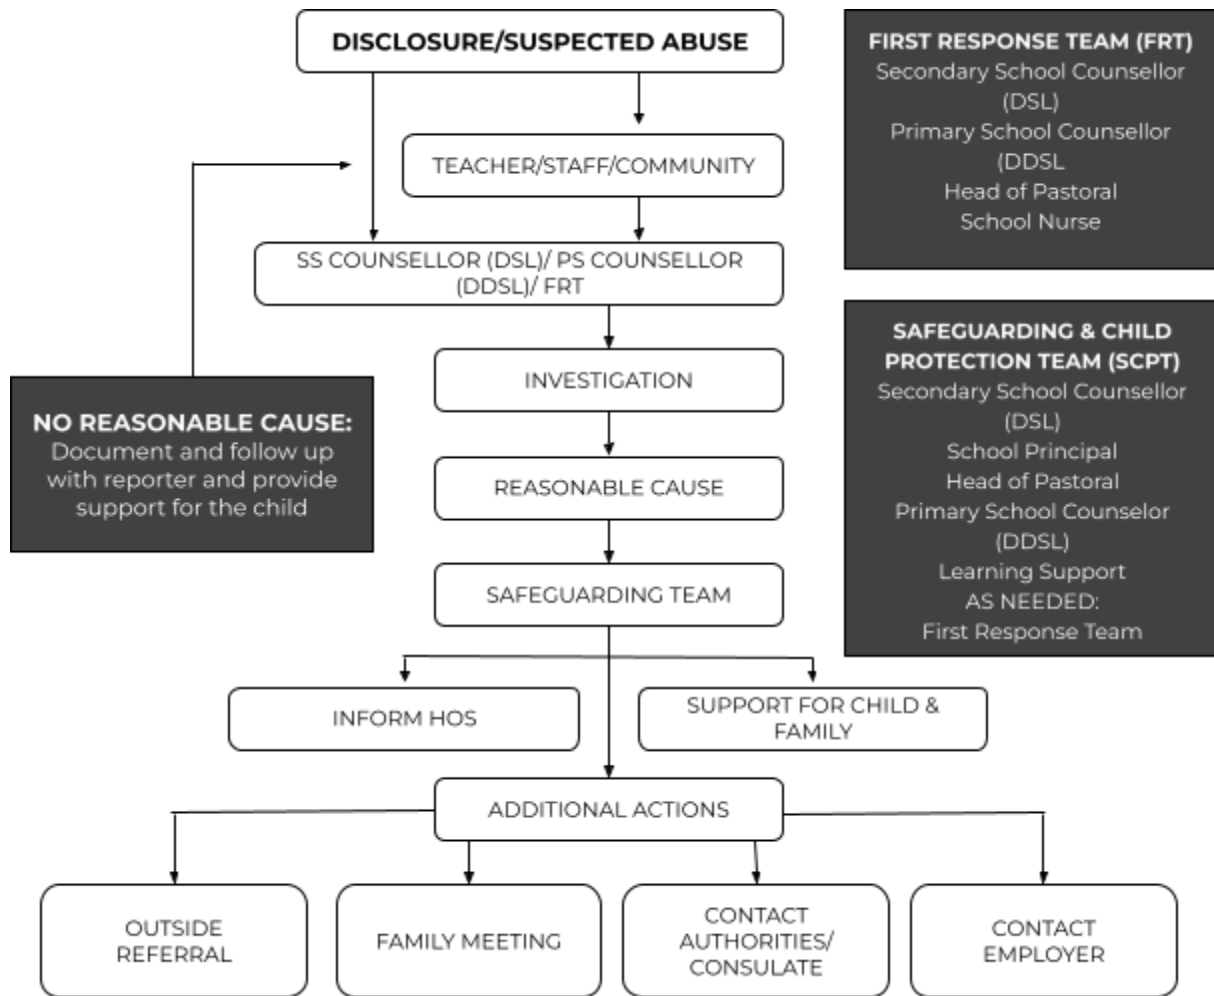 DISCLOSURE/SUSPECTED ABUSE
TEACHER/STAFF/COMMUNITY
SS COUNSELLOR (DSL)/ PS COUNSELLOR
(DDSL)/ FRT
INVESTIGATION
REASONABLE CAUSE
SAFEGUARDING TEAM
INFORM HOS
SUPPORT FOR CHILD &
FAMILY
ADDITIONAL ACTIONS
OUTSIDE
REFERRAL
FAMILY MEETING
CONTACT
AUTHORITIES/
CONSULATE
CONTACT
EMPLOYER
NO REASONABLE CAUSE:
Document and follow up
with reporter and provide
support for the child
FIRST RESPONSE TEAM (FRT)
Secondary School Counsellor
(DSL)
Primary School Counsellor
(DDSL
Head of Pastoral
School Nurse
SAFEGUARDING & CHILD
PROTECTION TEAM (SCPT)
Secondary School Counsellor
(DSL)
School Principal
Head of Pastoral
Primary School Counselor
(DDSL)
Learning Support
AS NEEDED:
First Response Team